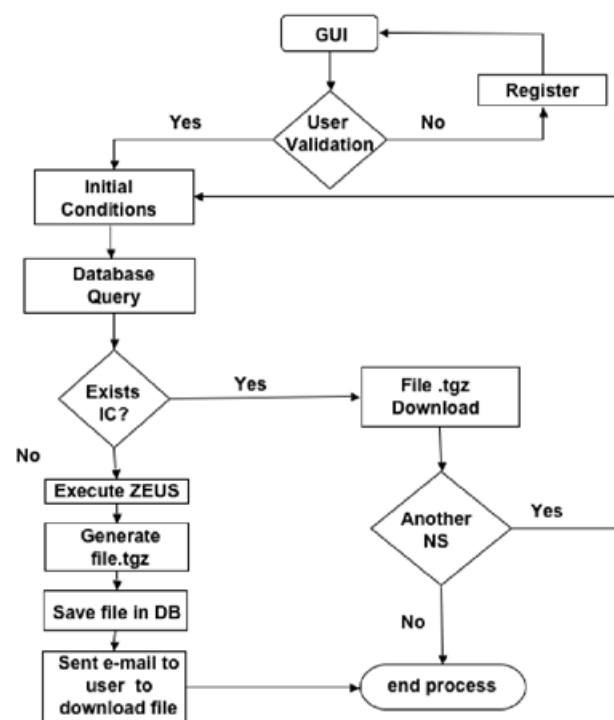 GUI
Register
Yes
User
Validation
No
Initial
Conditions
Database
Query
Exists
IC?
Yes
File .tgz
Download
No
Execute ZEUS
Generate
file.tgz
Another
NS
Yes
Save file in DB
No
Sent e-mail to
user to
download file
end process